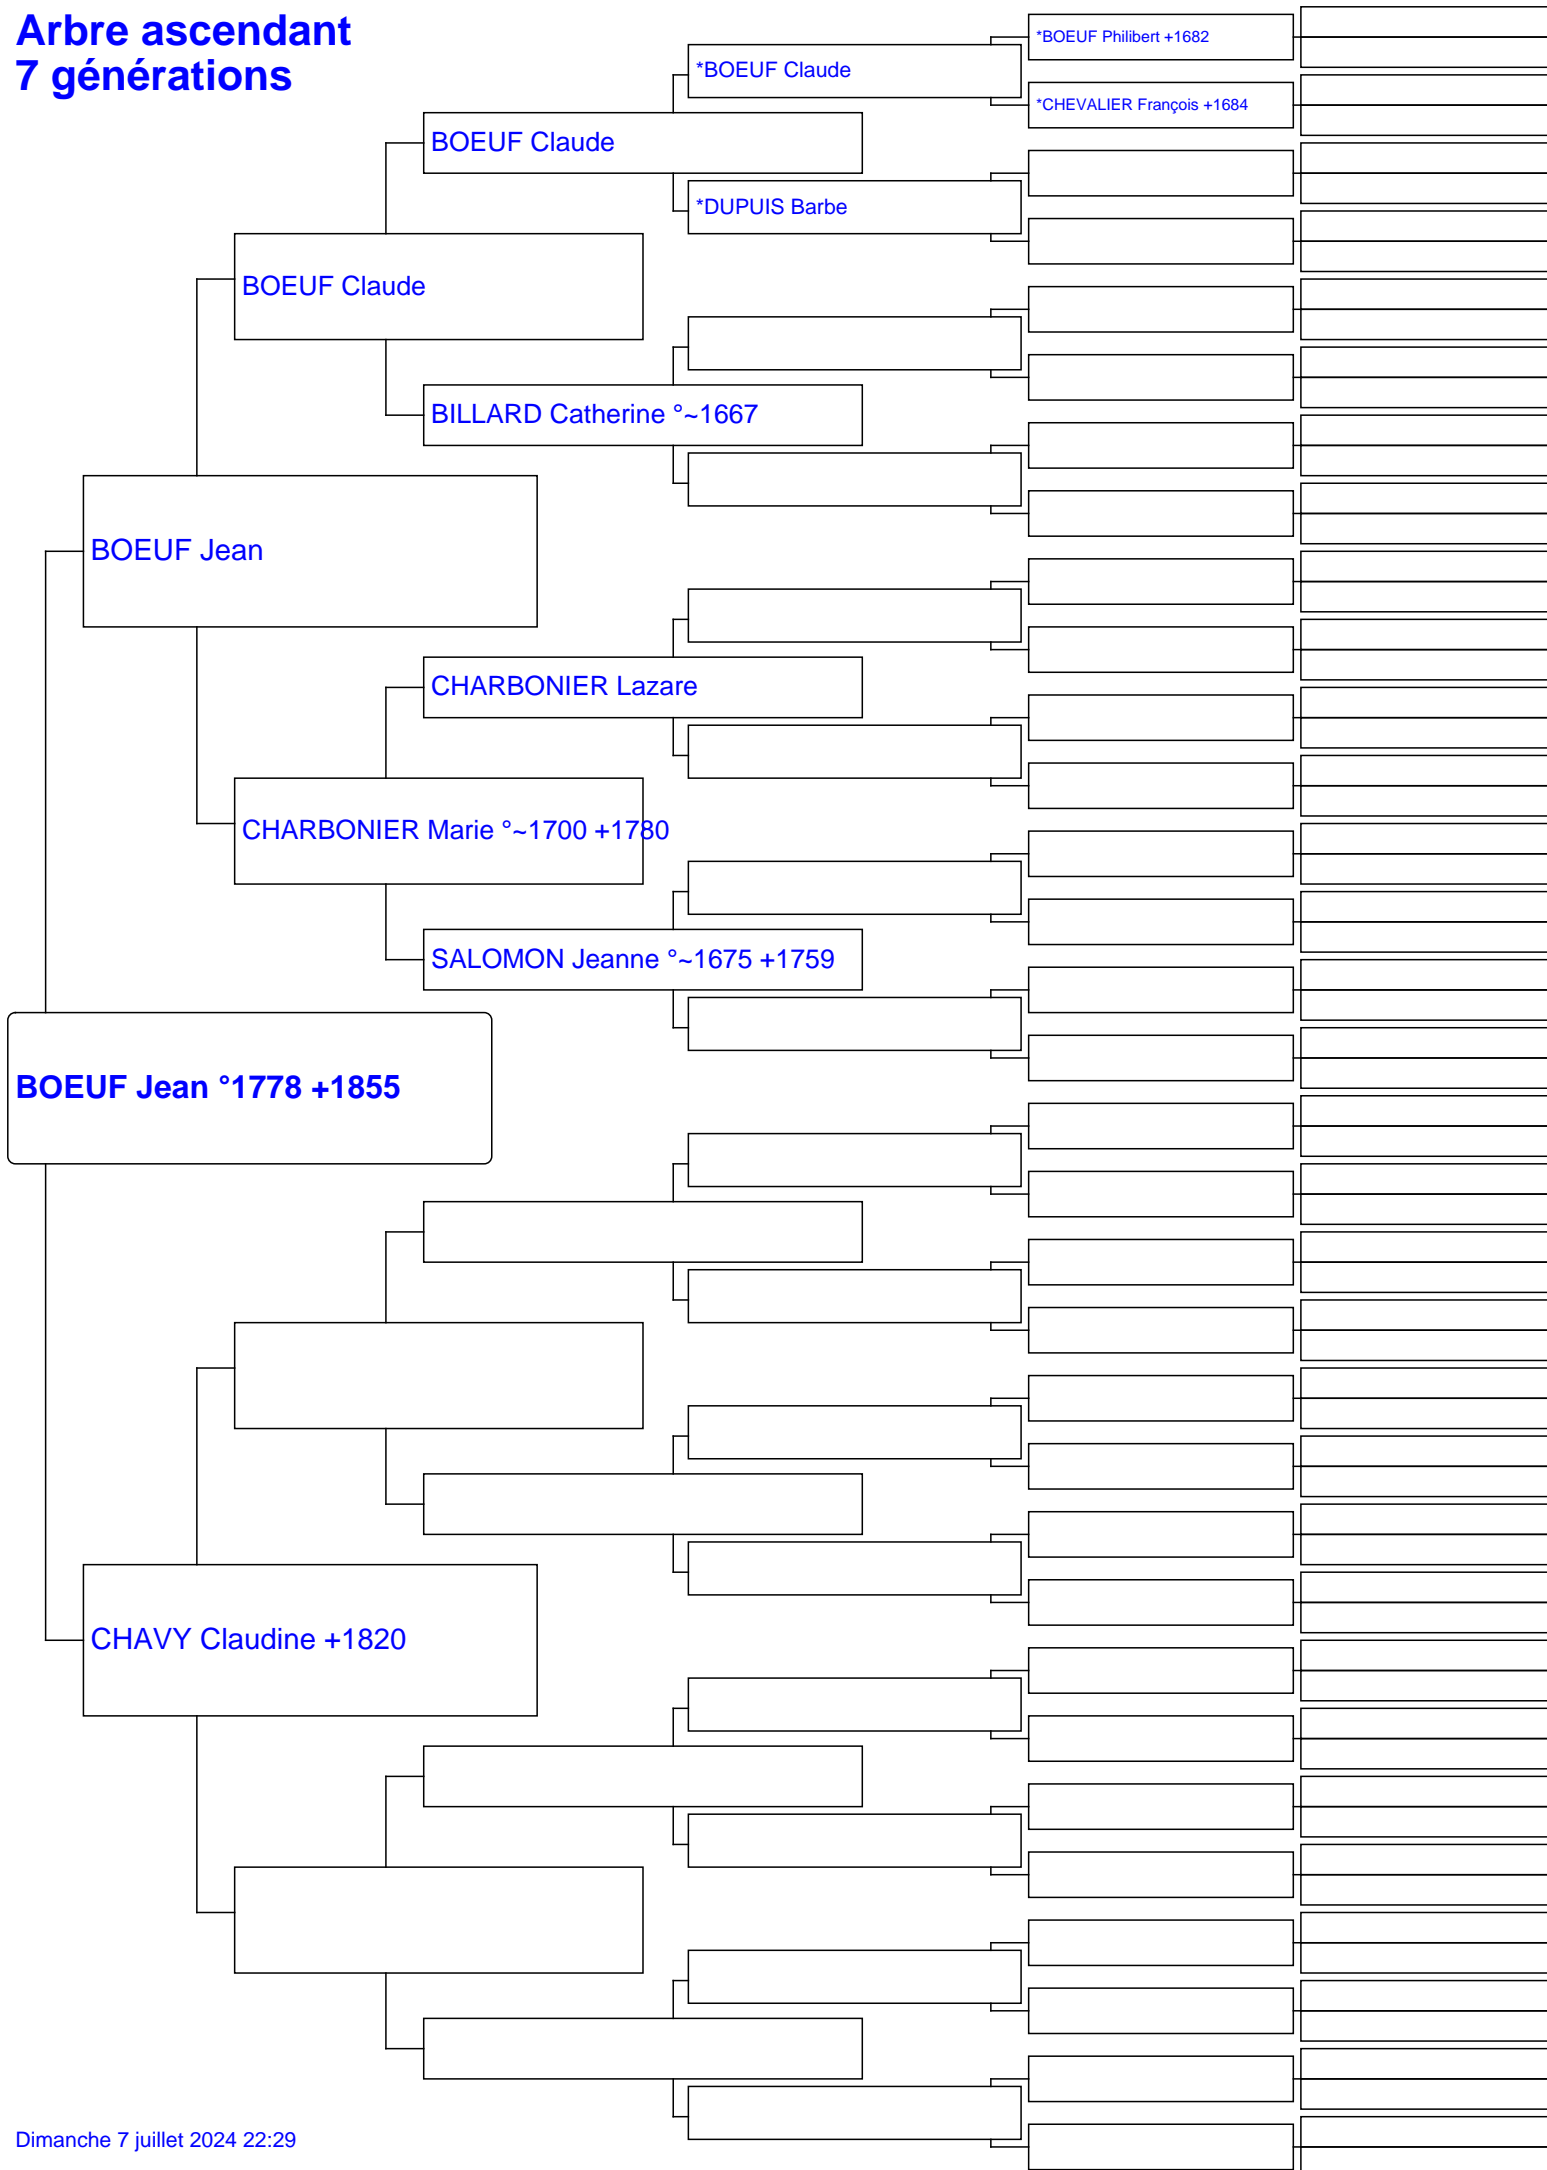 Arbre ascendant
7 générations
*BOEUF Philibert +1682
*BOEUF Claude
*CHEVALIER François +1684
BOEUF Claude
*DUPUIS Barbe
BOEUF Claude
BILLARD Catherine °~1667
BOEUF Jean
CHARBONIER Lazare
CHARBONIER Marie °~1700 +1780
SALOMON Jeanne °~1675 +1759
BOEUF Jean °1778 +1855
CHAVY Claudine +1820
Dimanche 7 juillet 2024 22:29